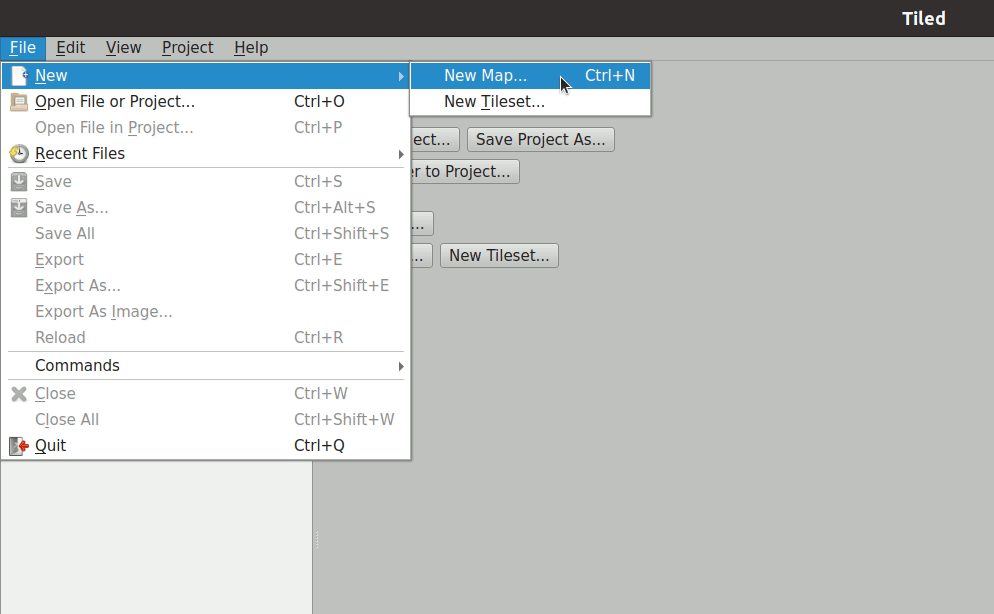 Tiled
File Edit View Project Help
New
New Map... Ctrl+N
Open File or Project... Ctrl+O
New Tileset...
Open File in Project... Ctrl+P
ect... Save Project As...
Recent Files
r to Project...
Save Ctrl+S
Save As... Ctrl+Alt+S
...
Save All Ctrl+Shift+S
... New Tileset...
Export Ctrl+E
Export As... Ctrl+Shift+E
Export As Image...
Reload Ctrl+R
Commands
Close Ctrl+W
Close All Ctrl+Shift+W
Quit Ctrl+Q